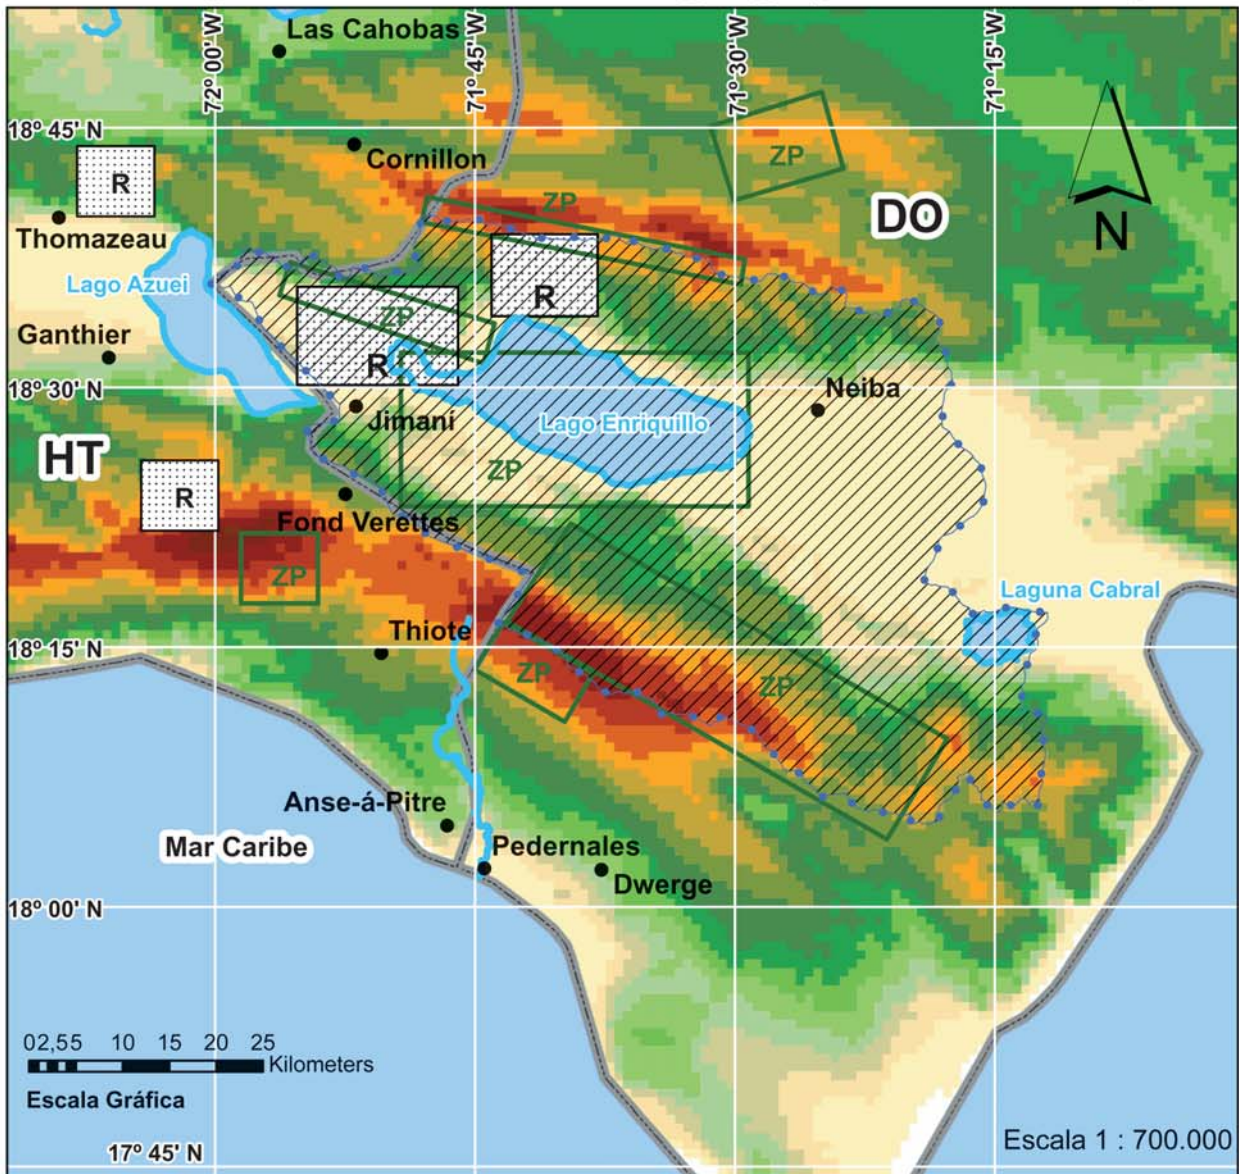 Las Cahobas
72° 00' W
71° 45' W
71° 30' W
71° 15' W
18° 45' N
Cornillon
ZP
R
ZP
DO
N
Thomazeau
Lago Azuei
R
ZP
Ganthier
R
Neiba
18° 30' N
Jimaní
Lago Enriquillo
HT
ZP
R
Fond Verettes
ZP
Laguna Cabral
Thiote
18° 15' N
ZP
ZP
Anse-á-Pitre
Mar Caribe
Pedernales
Dwerge
18° 00' N
02,55 10 15 20 25
Kilometers
Escala Gráfica
Escala 1 : 700.000
17° 45' N